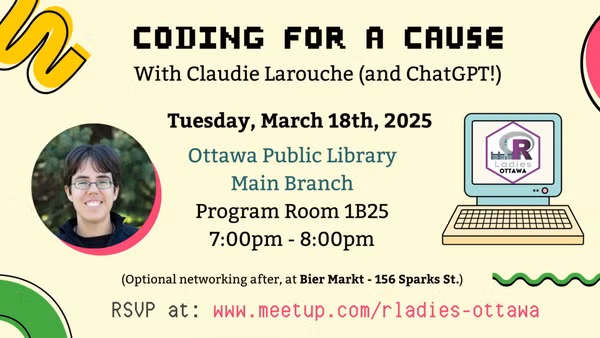 CODING FOR A CAUSE
With Claudie Larouche (and ChatGPT!)
Tuesday, March 18th, 2025
Ottawa Public Library
Main Branch
Program Room 1B25
7:00pm - 8:00pm
R
Ladies
OTTAWA
(Optional networking after, at Bier Markt - 156 Sparks St.)
RSVP at: www.meetup.com/rladies-ottawa